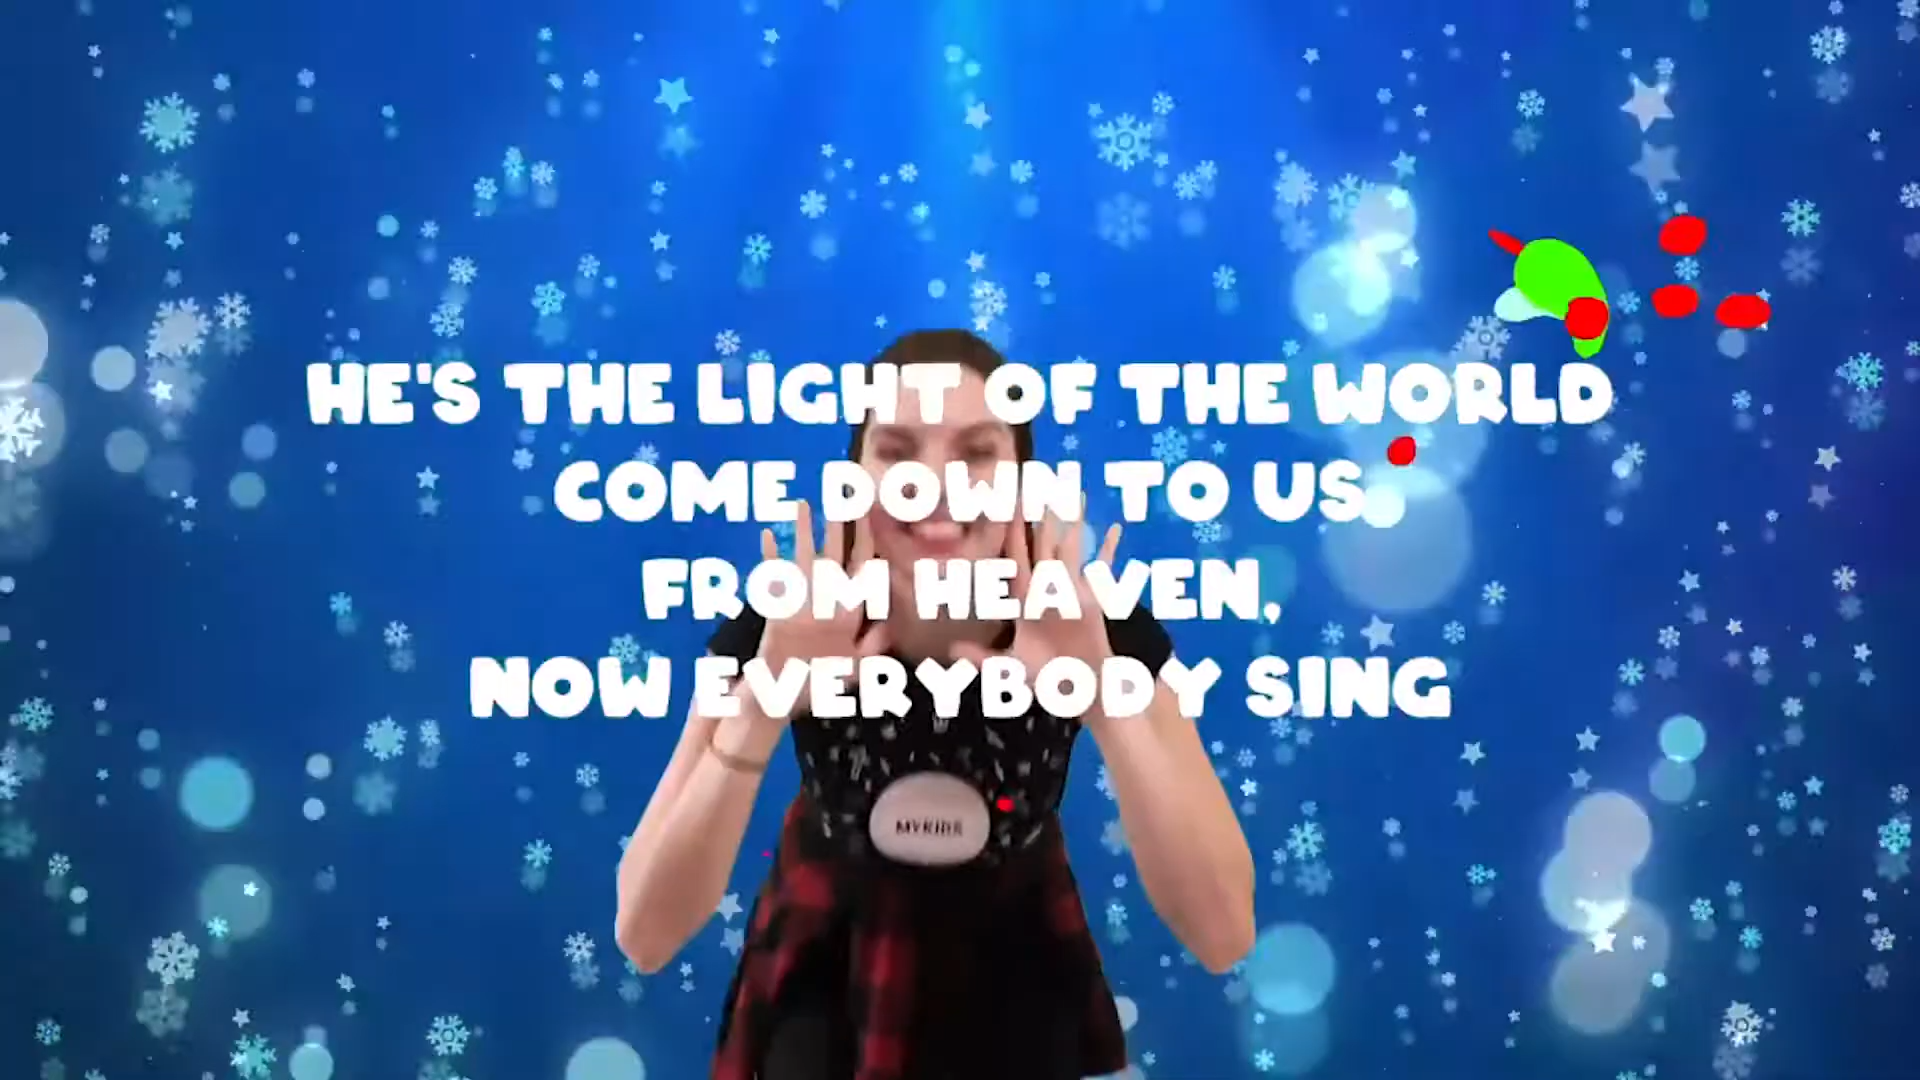 HE'S THE LIGHT OF THE WORLD
COME DOWN TO US
FROM HEAVEN,
NOW EVERYBODY SING
MYKIDS